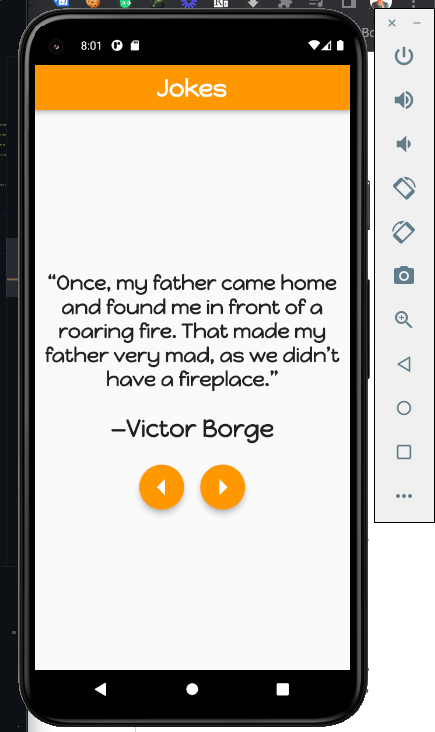 8:01
Jokes
“Once, my father came home
and found me in front of a
roaring fire. That made my
father very mad, as we didn’t
have a fireplace.”
—Victor Borge